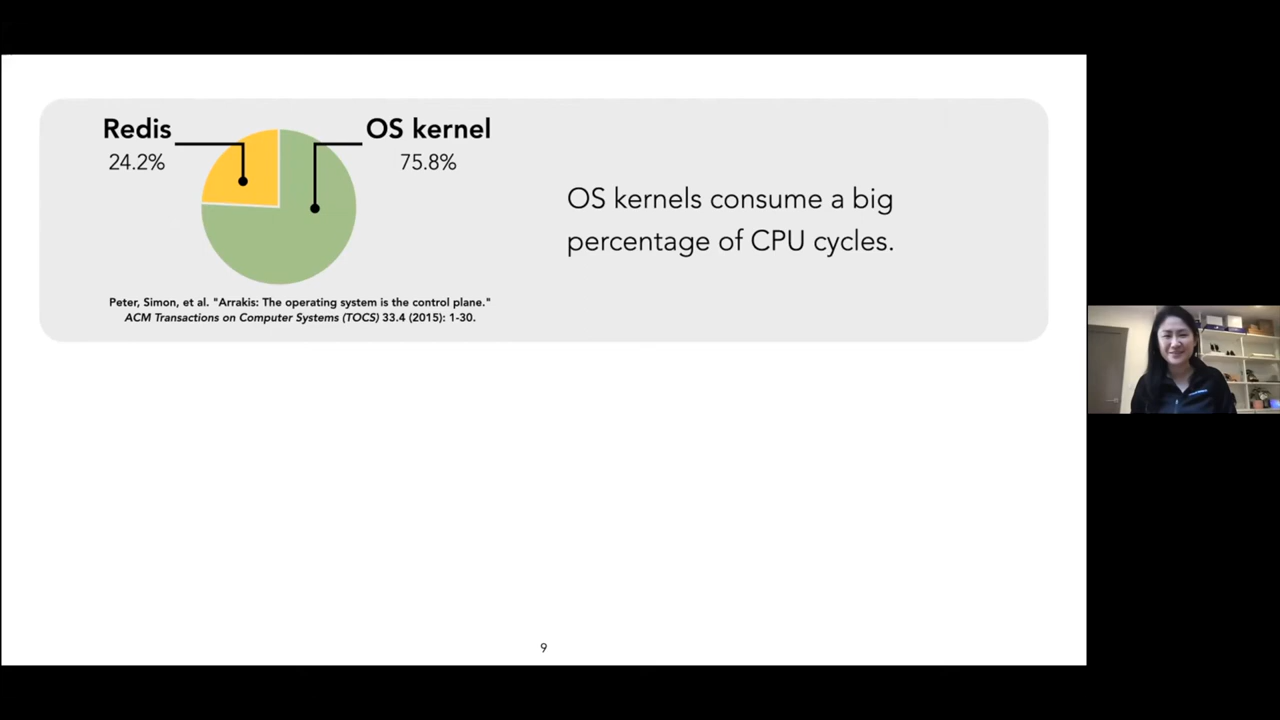 Redis
24.2%
OS kernel
75.8%
OS kernels consume a big
percentage of CPU cycles.
Peter, Simon, et al. "Arrakis: The operating system is the control plane."
ACM Transactions on Computer Systems (TOCS) 33.4 (2015): 1-30.
9